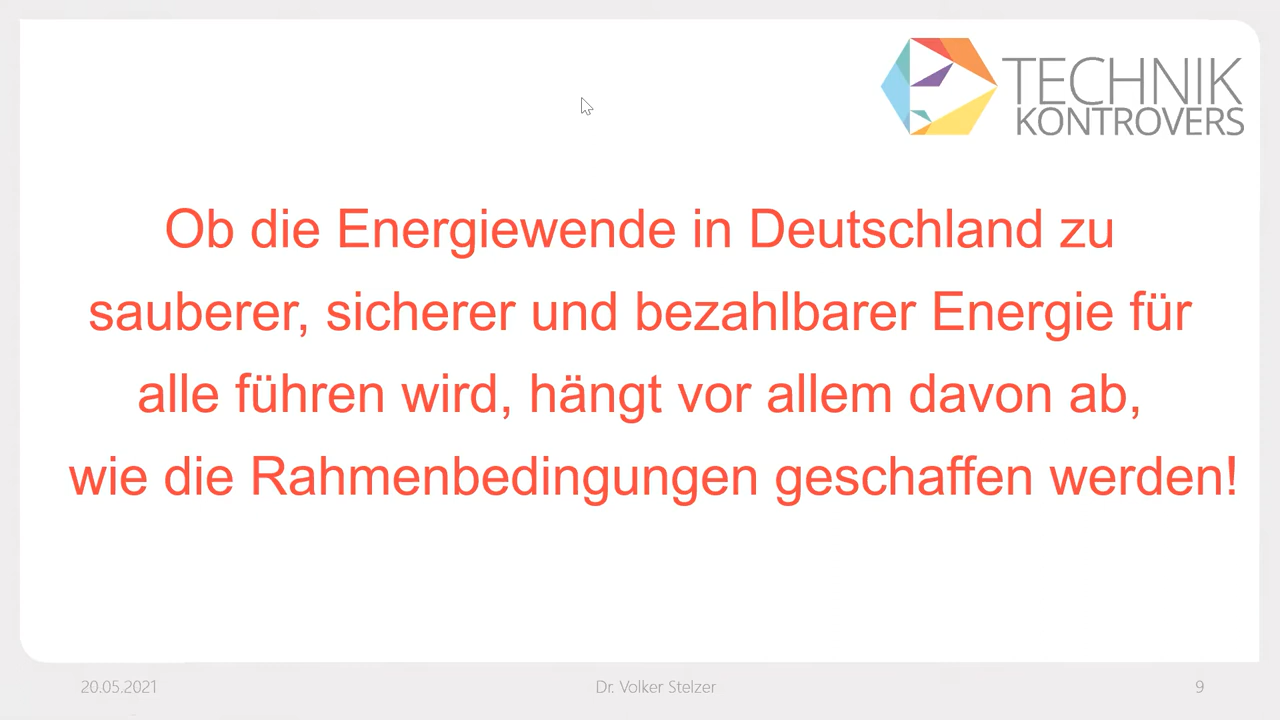 TECHNIK
KONTROVERS
Ob die Energiewende in Deutschland zu
sauberer, sicherer und bezahlbarer Energie für
alle führen wird, hängt vor allem davon ab,
wie die Rahmenbedingungen geschaffen werden!
20.05.2021
Dr. Volker Stelzer
9